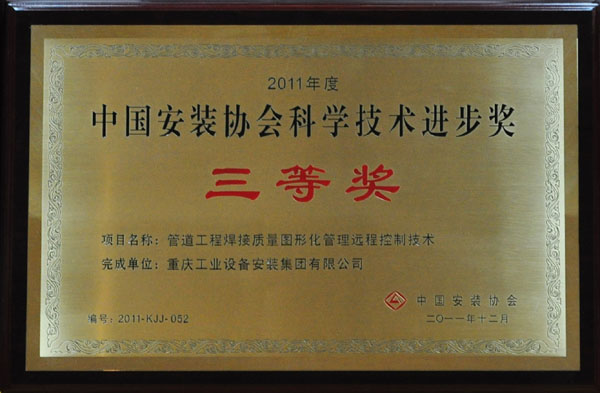 2011年度
中国安装协会科学技术进步奖
三等奖
项目名称：管道工程焊接质量图形化管理远程控制技术
完成单位：重庆工业设备安装集团有限公司
中国安装协会
编号：2011-KJJ-052
二〇一一年十二月